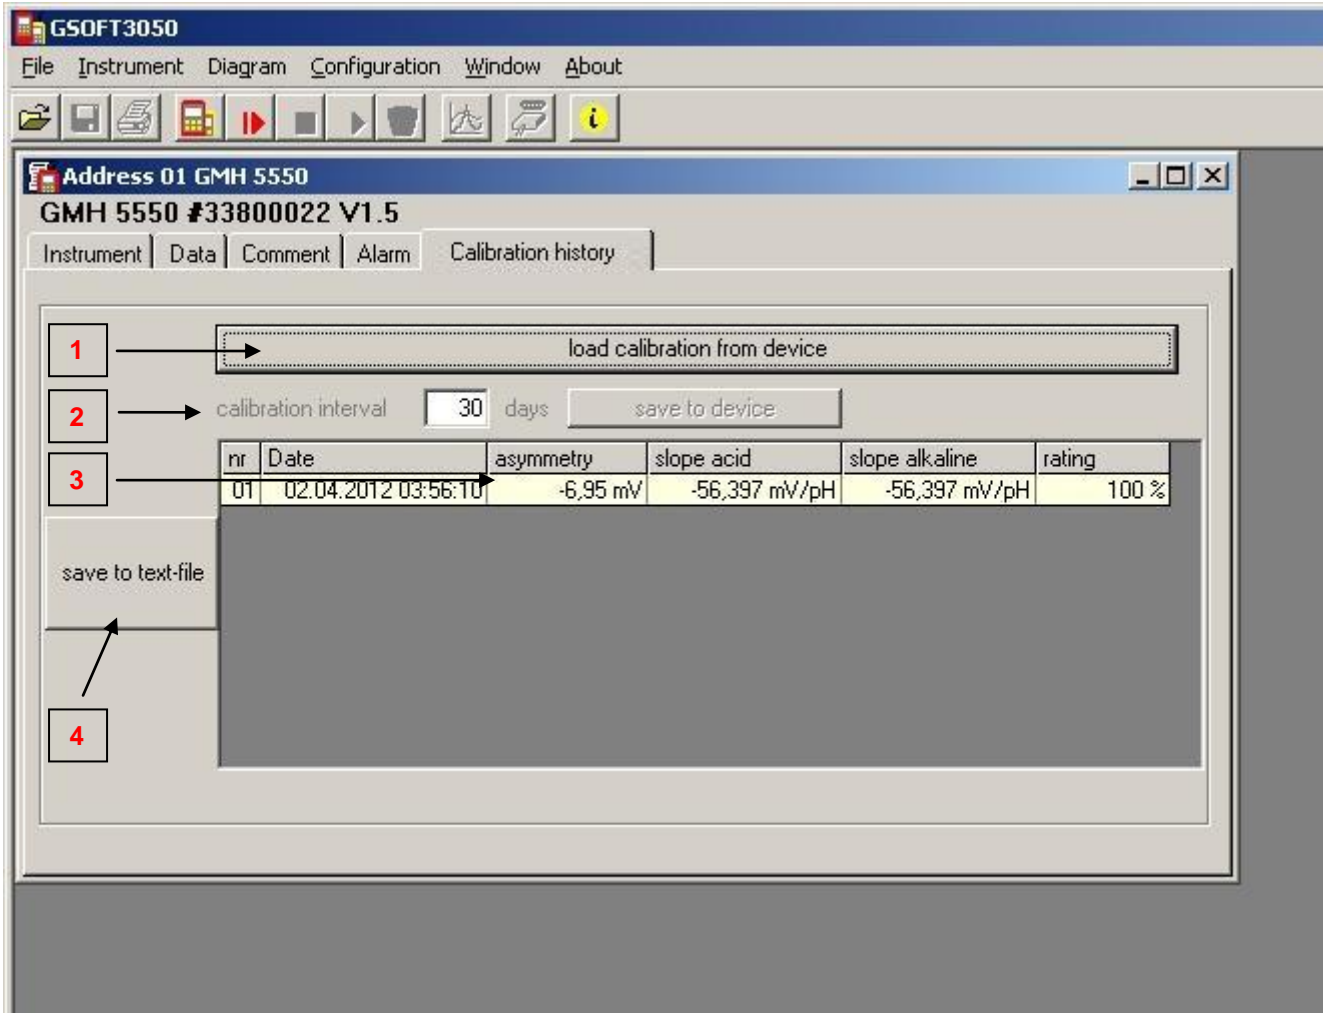 GSOFT3050
File Instrument Diagram Configuration Window About
i
Address 01 GMH 5550
GMH 5550 #33800022 V1.5
Instrument Data Comment Alarm Calibration history
1
load calibration from device
2
calibration interval 30 days save to device
nr Date asymmetry slope acid slope alkaline rating
3
01 02.04.2012 03:56:10 -6,95 mV -56,397 mV/pH -56,397 mV/pH 100 %
save to text-file
4